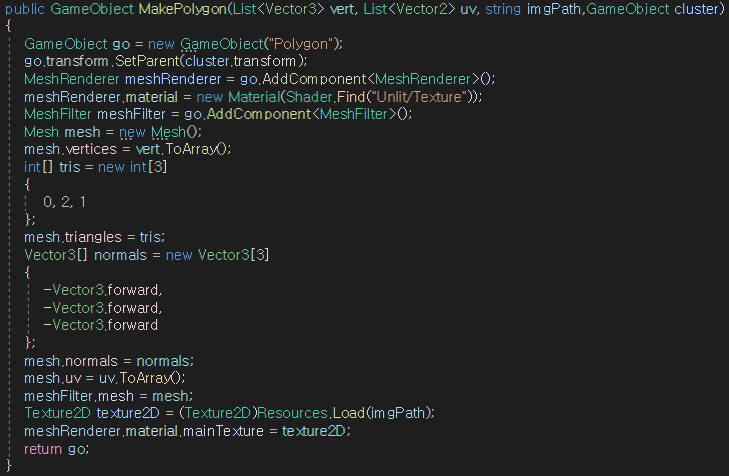 public GameObject MakePolygon(List<Vector3> vert, List<Vector2> uv, string imgPath,GameObject cluster)
{
GameObject go = new GameObject("Polygon");
go.transform.SetParent(cluster.transform);
MeshRenderer meshRenderer = go.AddComponent<MeshRenderer>();
meshRenderer.material = new Material(Shader.Find("Unlit/Texture"));
MeshFilter meshFilter = go.AddComponent<MeshFilter>();
Mesh mesh = new Mesh();
mesh.vertices = vert.ToArray();
int[] tris = new int[3]
{
0, 2, 1
};
mesh.triangles = tris;
Vector3[] normals = new Vector3[3]
{
-Vector3.forward,
-Vector3.forward,
-Vector3.forward
};
mesh.normals = normals;
mesh.uv = uv.ToArray();
meshFilter.mesh = mesh;
Texture2D texture2D = (Texture2D)Resources.Load(imgPath);
meshRenderer.material.mainTexture = texture2D;
return go;
}